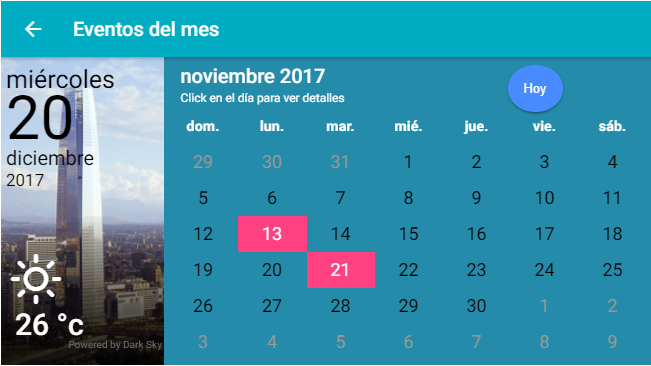 Eventos del mes
miércoles
20
diciembre
2017
26 °c
Powered by Dark Sky
noviembre 2017
Click en el día para ver detalles
Hoy
dom. lun. mar. mié. jue. vie. sáb.
29 30 31 1 2 3 4
5 6 7 8 9 10 11
12 13 14 15 16 17 18
19 20 21 22 23 24 25
26 27 28 29 30 1 2
3 4 5 6 7 8 9